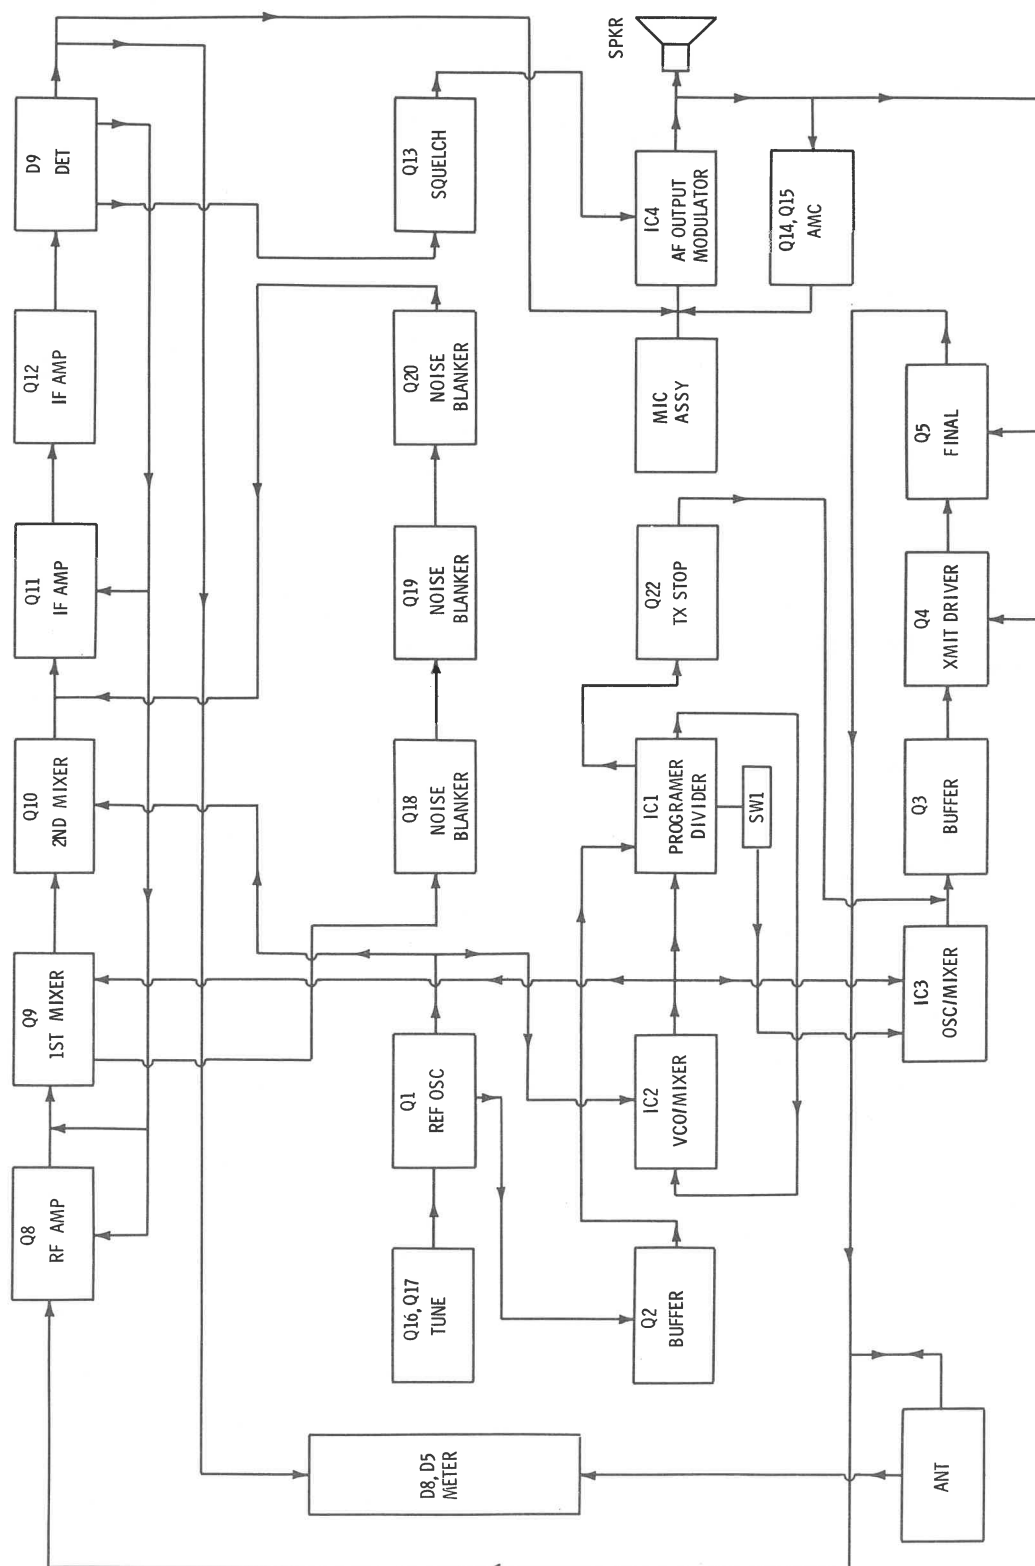 Q8
RF AMP
Q9
1ST MIXER
Q10
2ND MIXER
Q11
IF AMP
Q12
IF AMP
D9
DET
D8, D5
METER
Q16, Q17
TUNE
Q1
REF OSC
Q18
NOISE
BLANKER
Q19
NOISE
BLANKER
Q20
NOISE
BLANKER
Q13
SQUELCH
SPKR
Q2
BUFFER
IC2
VCO/MIXER
IC1
PROGRAMER
DIVIDER
SW1
Q22
TX STOP
MIC
ASSY
IC4
AF OUTPUT
MODULATOR
Q14, Q15
AMC
ANT
IC3
OSC/MIXER
Q3
BUFFER
Q4
XMIT DRIVER
Q5
FINAL